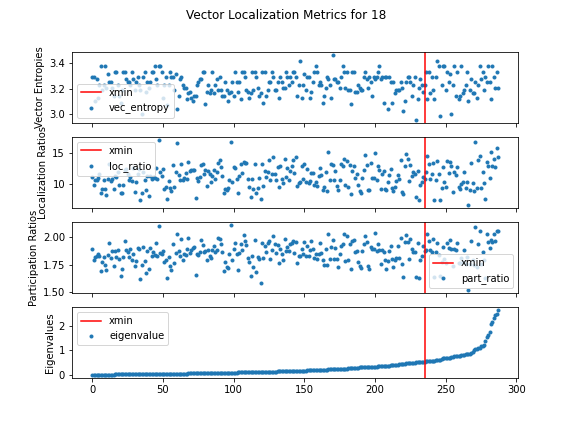 Vector Localization Metrics for 18
Vector Entropies
3.4
3.2
3.0
xmin
vec_entropy
Localization Ratios
15
10
xmin
loc_ratio
Participation Ratios
2.00
1.75
1.50
xmin
part_ratio
Eigenvalues
2
1
0
xmin
eigenvalue
0
50
100
150
200
250
300